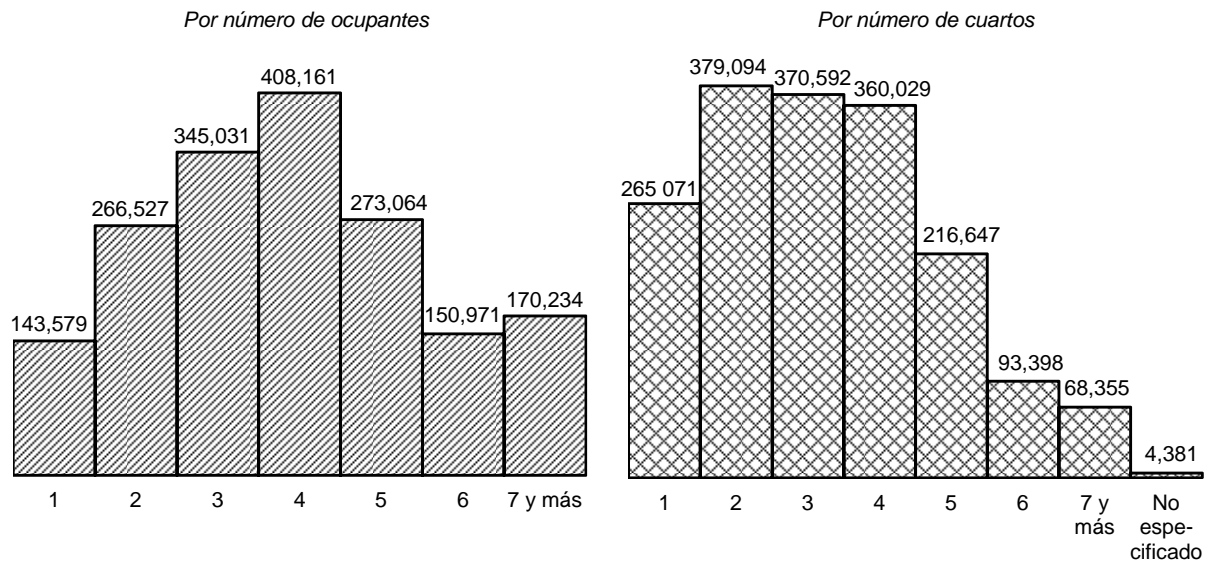 Por número de ocupantes
408,161
345,031
266,527
273,064
143,579
150,971
170,234
1 2 3 4 5 6 7 y más
Por número de cuartos
379,094
370,592
360,029
265 071
216,647
93,398
68,355
4,381
1 2 3 4 5 6 7 y No
más espe-
cificado